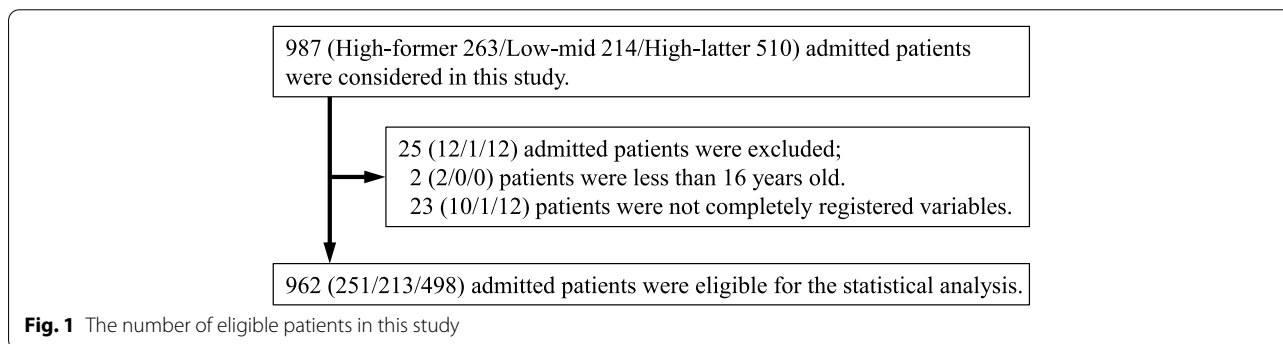 987 (High-former 263/Low-mid 214/High-latter 510) admitted patients
were considered in this study.
25 (12/1/12) admitted patients were excluded;
2 (2/0/0) patients were less than 16 years old.
23 (10/1/12) patients were not completely registered variables.
962 (251/213/498) admitted patients were eligible for the statistical analysis.
Fig. 1 The number of eligible patients in this study